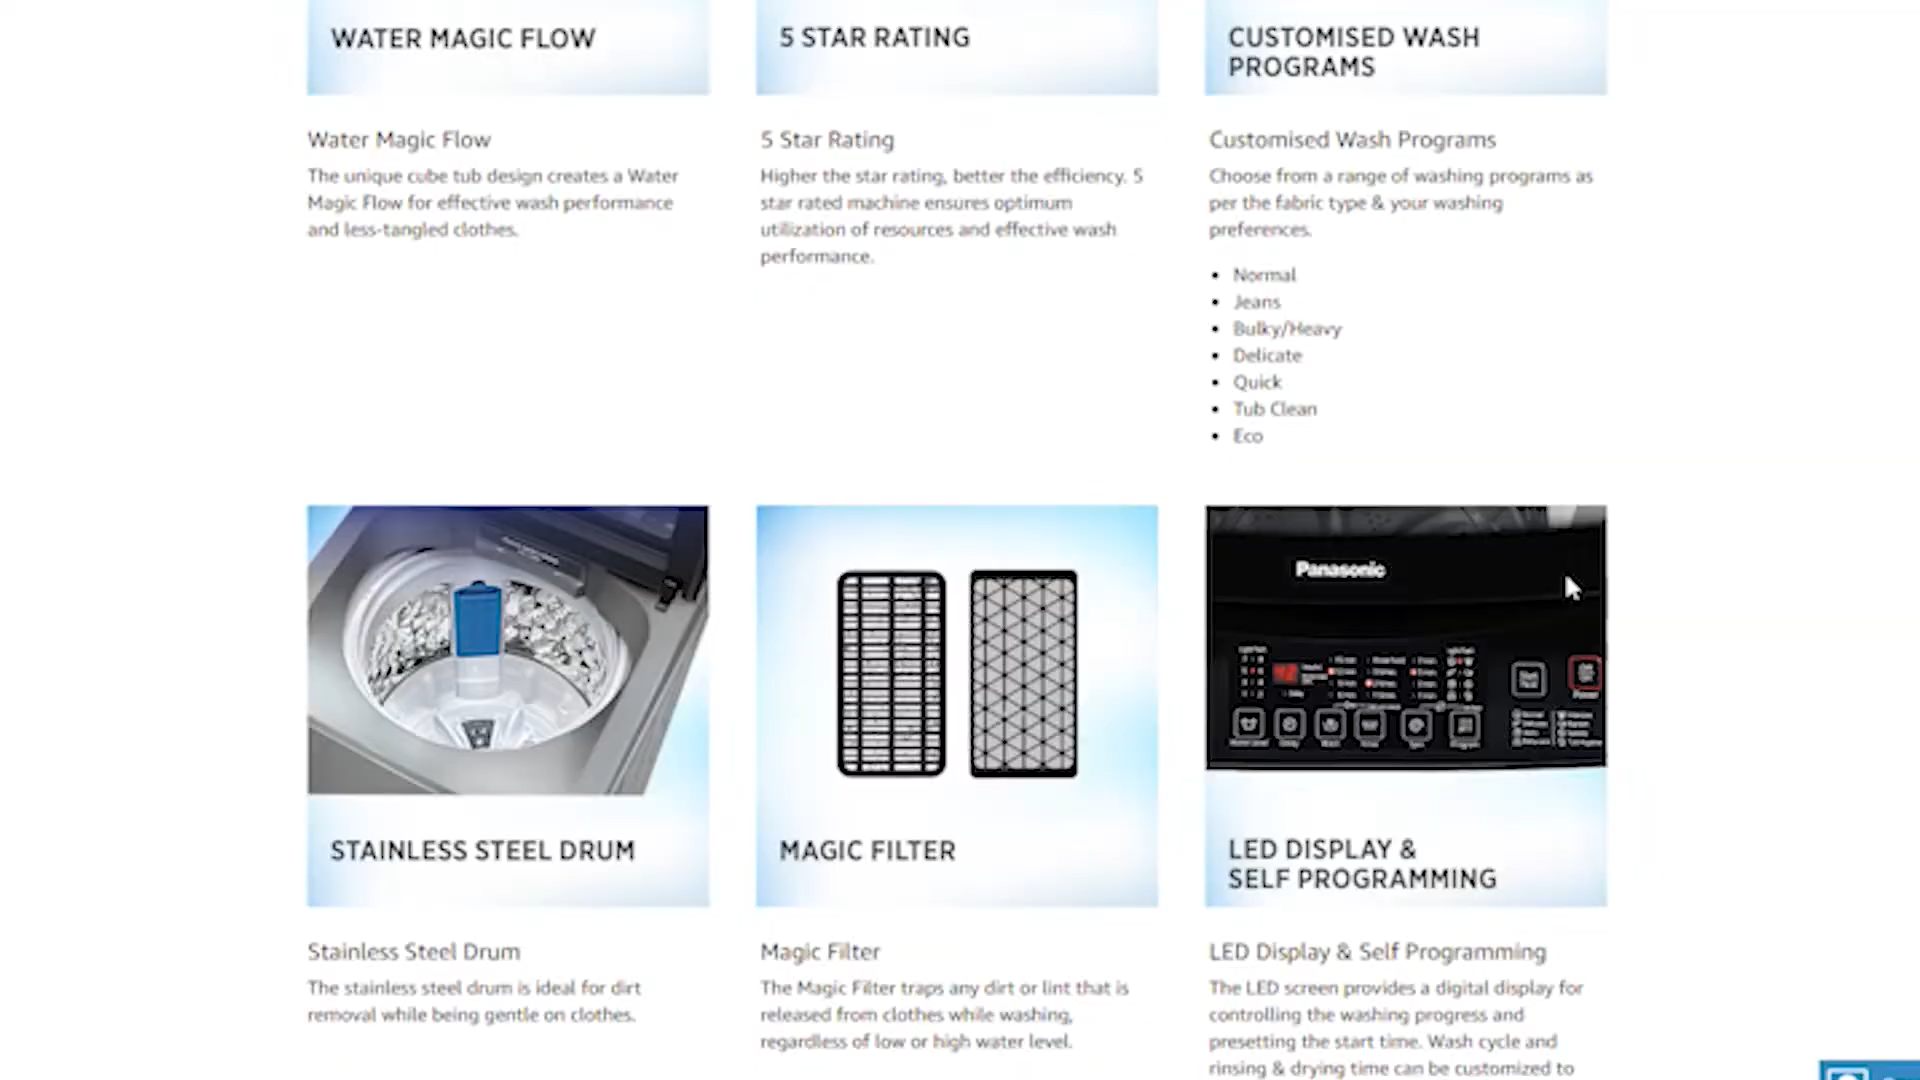 WATER MAGIC FLOW
Water Magic Flow
The unique cube tub design creates a Water
Magic Flow for effective wash performance
and less-tangled clothes.
5 STAR RATING
5 Star Rating
Higher the star rating, better the efficiency. 5
star rated machine ensures optimum
utilization of resources and effective wash
performance.
CUSTOMISED WASH
PROGRAMS
Customised Wash Programs
Choose from a range of washing programs as
per the fabric type & your washing
preferences.
• Normal
• Jeans
• Bulky/Heavy
• Delicate
• Quick
• Tub Clean
• Eco
STAINLESS STEEL DRUM
Stainless Steel Drum
The stainless steel drum is ideal for dirt
removal while being gentle on clothes.
MAGIC FILTER
Magic Filter
The Magic Filter traps any dirt or lint that is
released from clothes while washing,
regardless of low or high water level.
Panasonic
LED DISPLAY &
SELF PROGRAMMING
LED Display & Self Programming
The LED screen provides a digital display for
controlling the washing progress and
presetting the start time. Wash cycle and
rinsing & drying time can be customized to